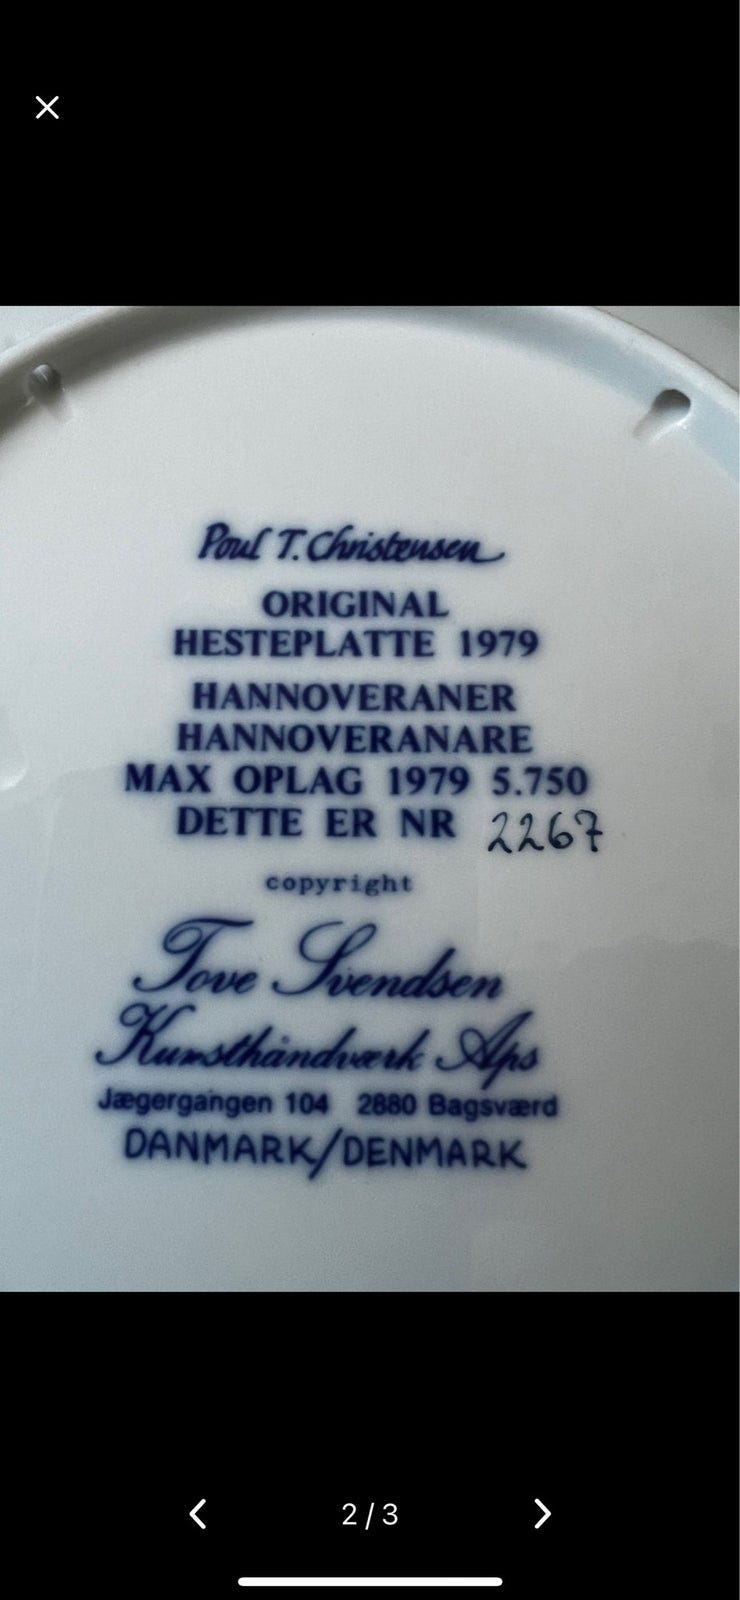 Poul T. Christensen
ORIGINAL
HESTEPLATTE 1979
HANNOVERANER
HANNOVERANARE
MAX OPLAG 1979 5.750
DETTE ER NR 2267
copyright
Tove Svendsen
Kunsthåndværk Aps
Jægergangen 104 2880 Bagsværd
DANMARK/DENMARK
2/3